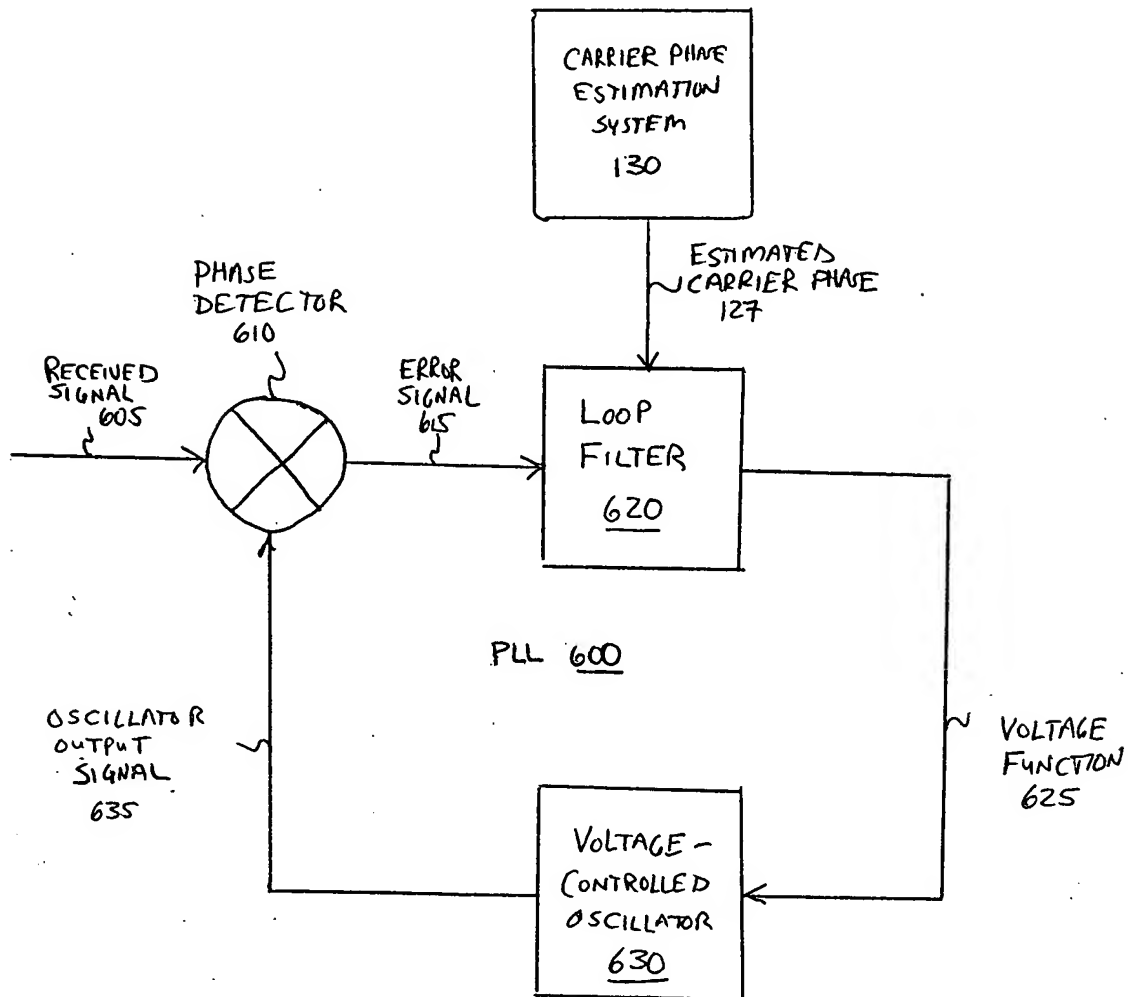 CARRIER PHASE
ESTIMATION
SYSTEM
130
ESTIMATED
CARRIER PHASE
127
PHASE
DETECTOR
610
RECEIVED
SIGNAL
605
ERROR
SIGNAL
615
LOOP
FILTER
620
PLL 600
OSCILLATOR
OUTPUT
SIGNAL
635
VOLTAGE
FUNCTION
625
VOLTAGE-
CONTROLLED
OSCILLATOR
630